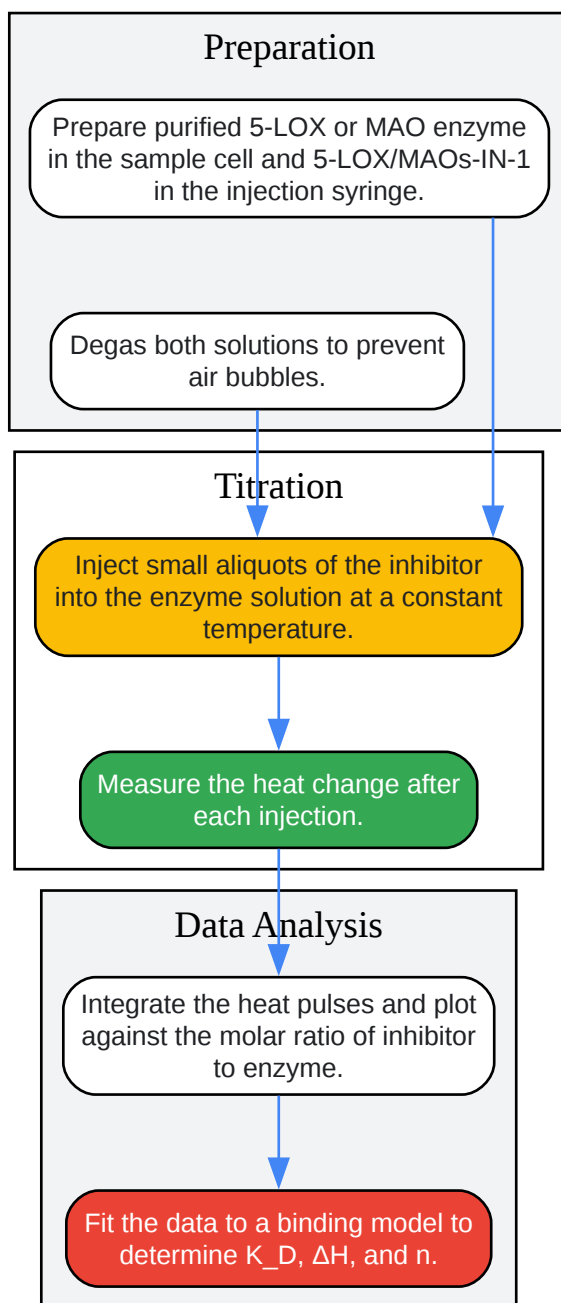 Preparation
Prepare purified 5-LOX or MAO enzyme
in the sample cell and 5-LOX/MAOs-IN-1
in the injection syringe.
Degas both solutions to prevent
air bubbles.
Titration
Inject small aliquots of the inhibitor
into the enzyme solution at a constant
temperature.
Measure the heat change after
each injection.
Data Analysis
Integrate the heat pulses and plot
against the molar ratio of inhibitor
to enzyme.
Fit the data to a binding model to
determine K_D, ΔH, and n.